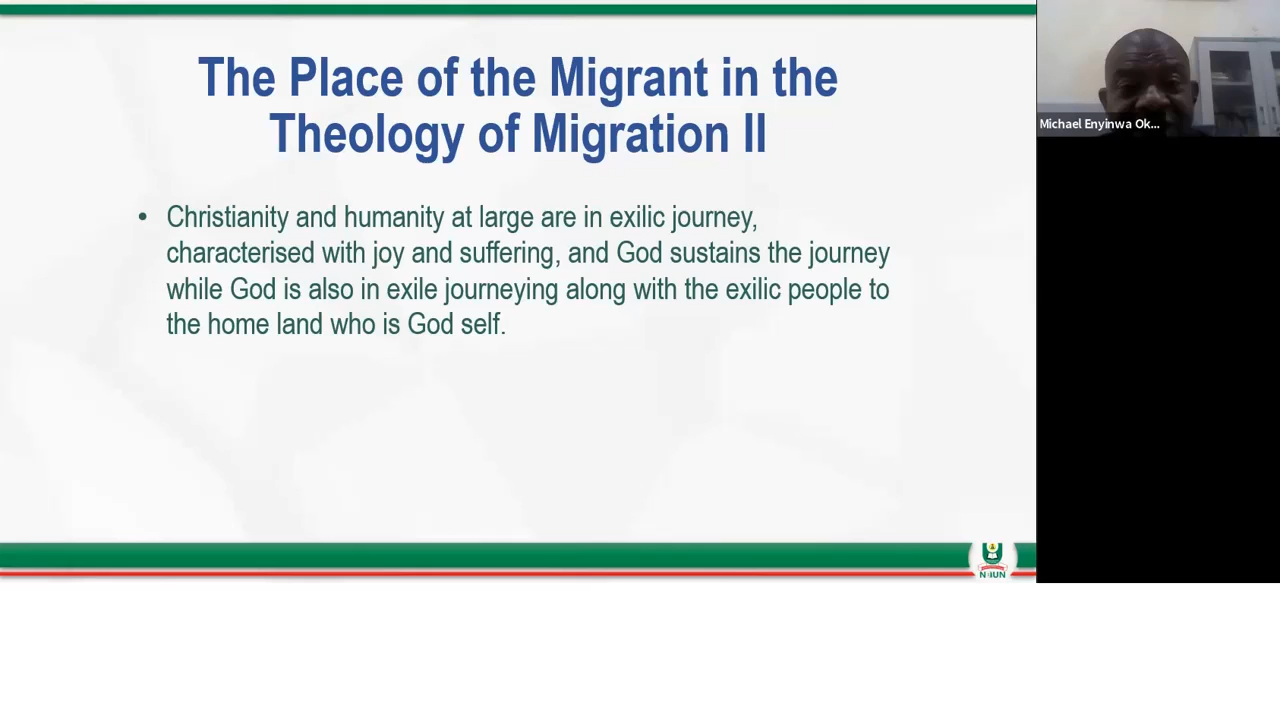 The Place of the Migrant in the
Theology of Migration II
• Christianity and humanity at large are in exilic journey,
characterised with joy and suffering, and God sustains the journey
while God is also in exile journeying along with the exilic people to
the home land who is God self.
Michael Enyinwa Ok...
NOUN